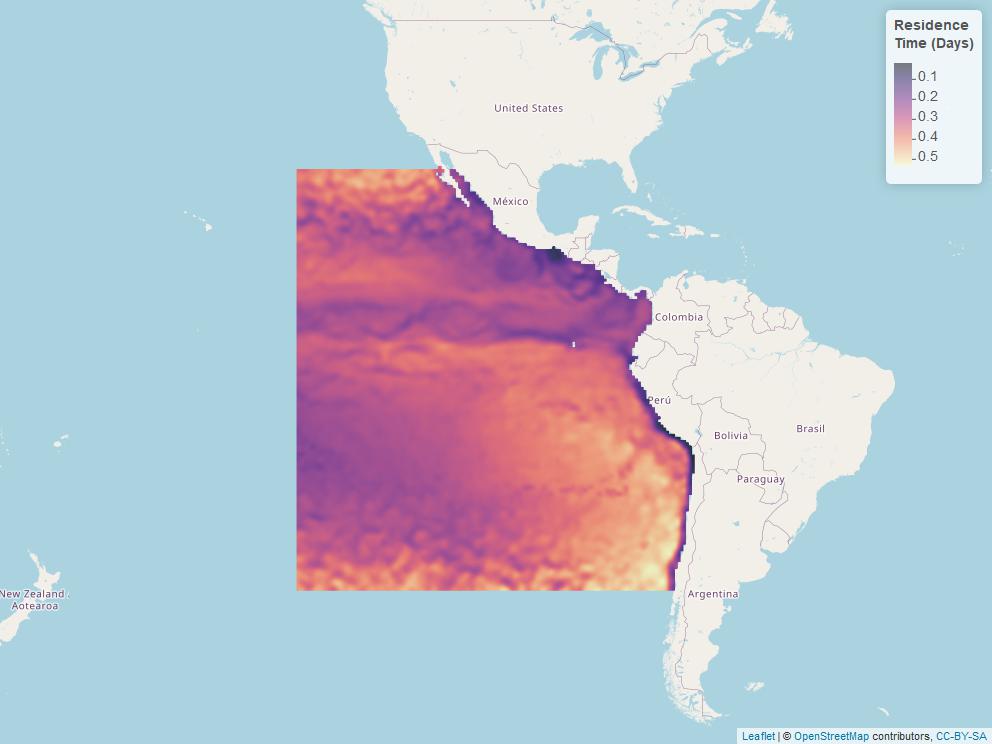 Residence
Time (Days)
0.1
0.2
0.3
0.4
0.5
United States
México
Colombia
Perú
Brasil
Bolivia
Paraguay
New Zealand /
Aotearoa
Argentina
Leaflet | © OpenStreetMap contributors, CC-BY-SA